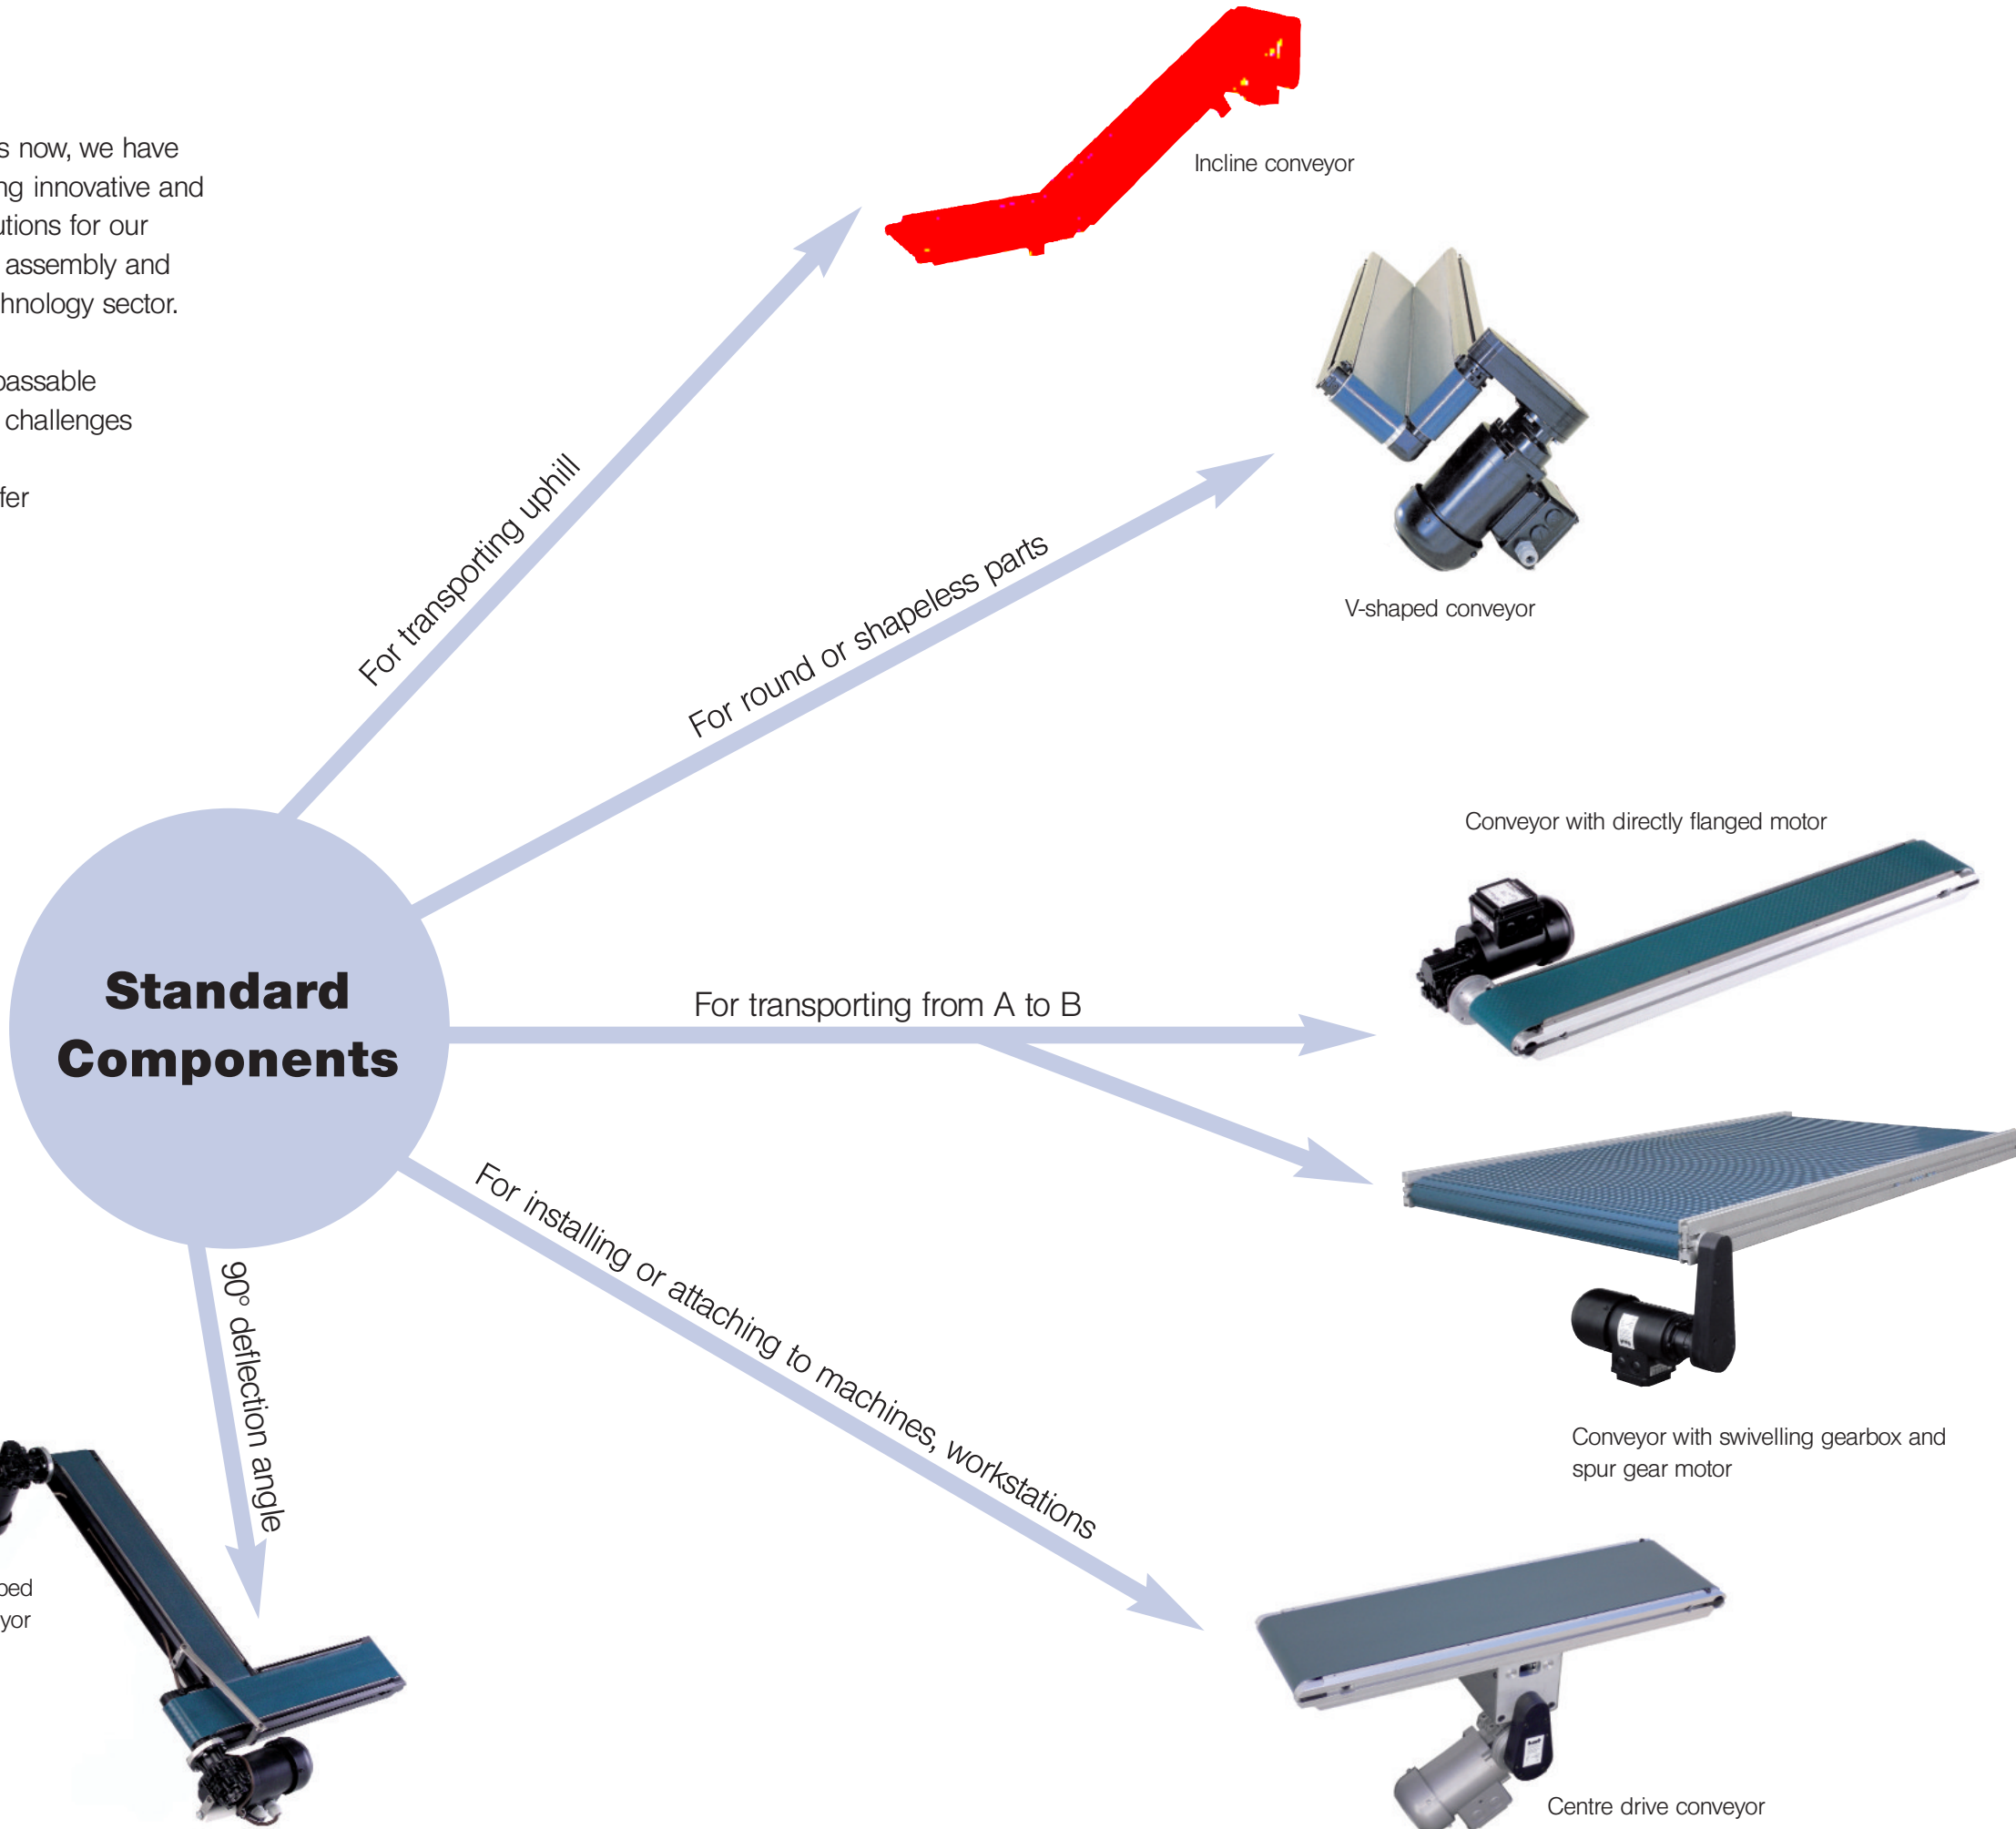 s now, we have
ng innovative and
utions for our
assembly and
hnology sector.
passable
challenges
fer
Incline conveyor
For transporting uphill
V-shaped conveyor
For round or shapeless parts
Conveyor with directly flanged motor
Standard
Components
For transporting from A to B
For installing or attaching to machines, workstations
90° deflection angle
Conveyor with swivelling gearbox and
spur gear motor
ped
yor
Centre drive conveyor